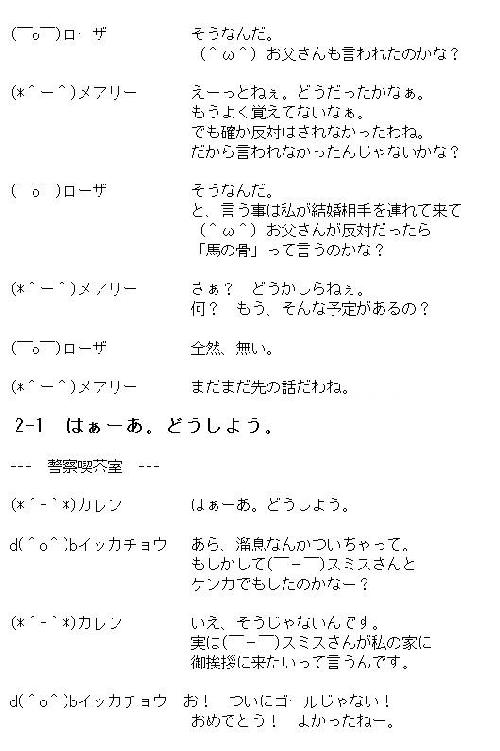 (￣o￣)ローザ　そうなんだ。
(＾ω＾)お父さんも言われたのかな？
(*＾ー＾)メアリー　えーっとねぇ。どうだったかなぁ。
もうよく覚えてないなぁ。
でも確か反対はされなかったわね。
だから言われなかったんじゃないかな？
(　o　)ローザ　そうなんだ。
と、言う事は私が結婚相手を連れて来て
(＾ω＾)お父さんが反対だったら
「馬の骨」って言うのかな？
(*＾ー＾)メアリー　さぁ？　どうかしらねぇ。
何？　もう、そんな予定があるの？
(￣o￣)ローザ　全然、無い。
(*＾ー＾)メアリー　まだまだ先の話だわね。
2-1　はぁーあ。どうしよう。
---　警察喫茶室　---
(*´-｀*)カレン　はぁーあ。どうしよう。
d(＾o＾)bイッカチョウ　あら、溜息なんかついちゃって。
もしかして(￣ー￣)スミスさんと
ケンカでもしたのかなー？
(*´-｀*)カレン　いえ、そうじゃないんです。
実は(￣ー￣)スミスさんが私の家に
御挨拶に来たいって言うんです。
d(＾o＾)bイッカチョウ　お！　ついにゴールじゃない！
おめでとう！　よかったねー。